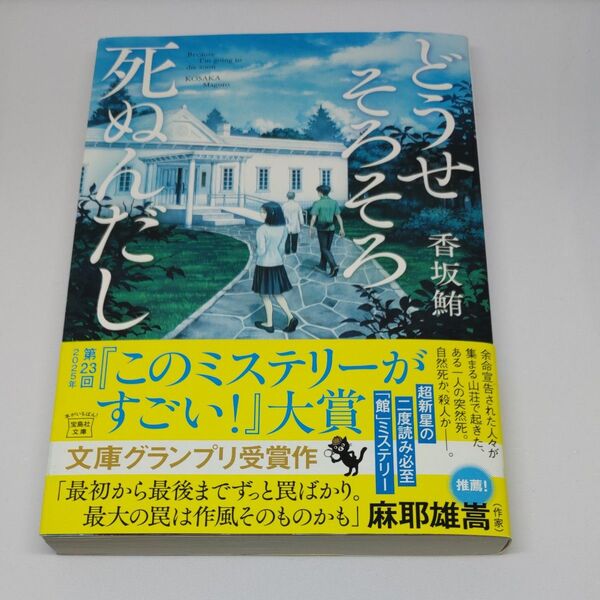 どうせ
そろそろ
死ぬんだし
Because
I'm going to
die soon
KOSAKA
Maguro
香坂鮪
余命宣告された人々が
集まる山荘で起きた、
ある一人の突然死。
自然死か、殺人か――。
第23回
2025年
『このミステリーが
すごい!』大賞
文庫グランプリ受賞作
超新星の
二度読み必至
「館」ミステリー
宝島社
文庫
「最初から最後までずっと罠ばかり。
最大の罠は作風そのものかも」
麻耶雄嵩
(作家)
推薦!